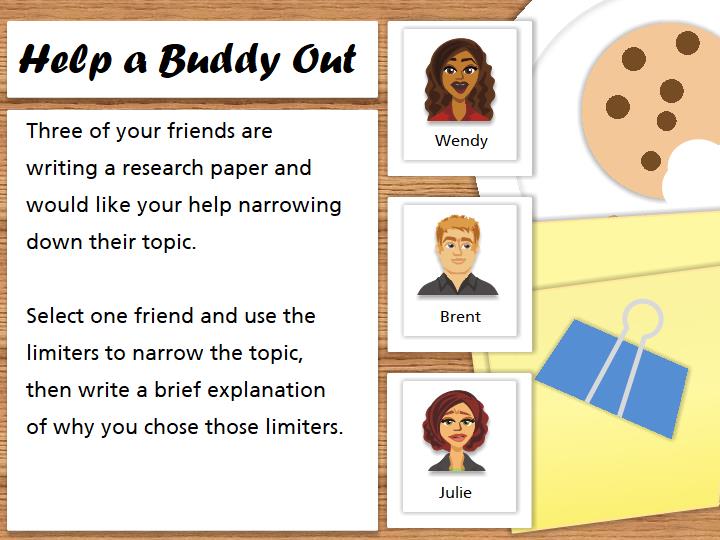 Help a Buddy Out
Three of your friends are
writing a research paper and
would like your help narrowing
down their topic.
Select one friend and use the
limiters to narrow the topic,
then write a brief explanation
of why you chose those limiters.
Wendy
Brent
Julie